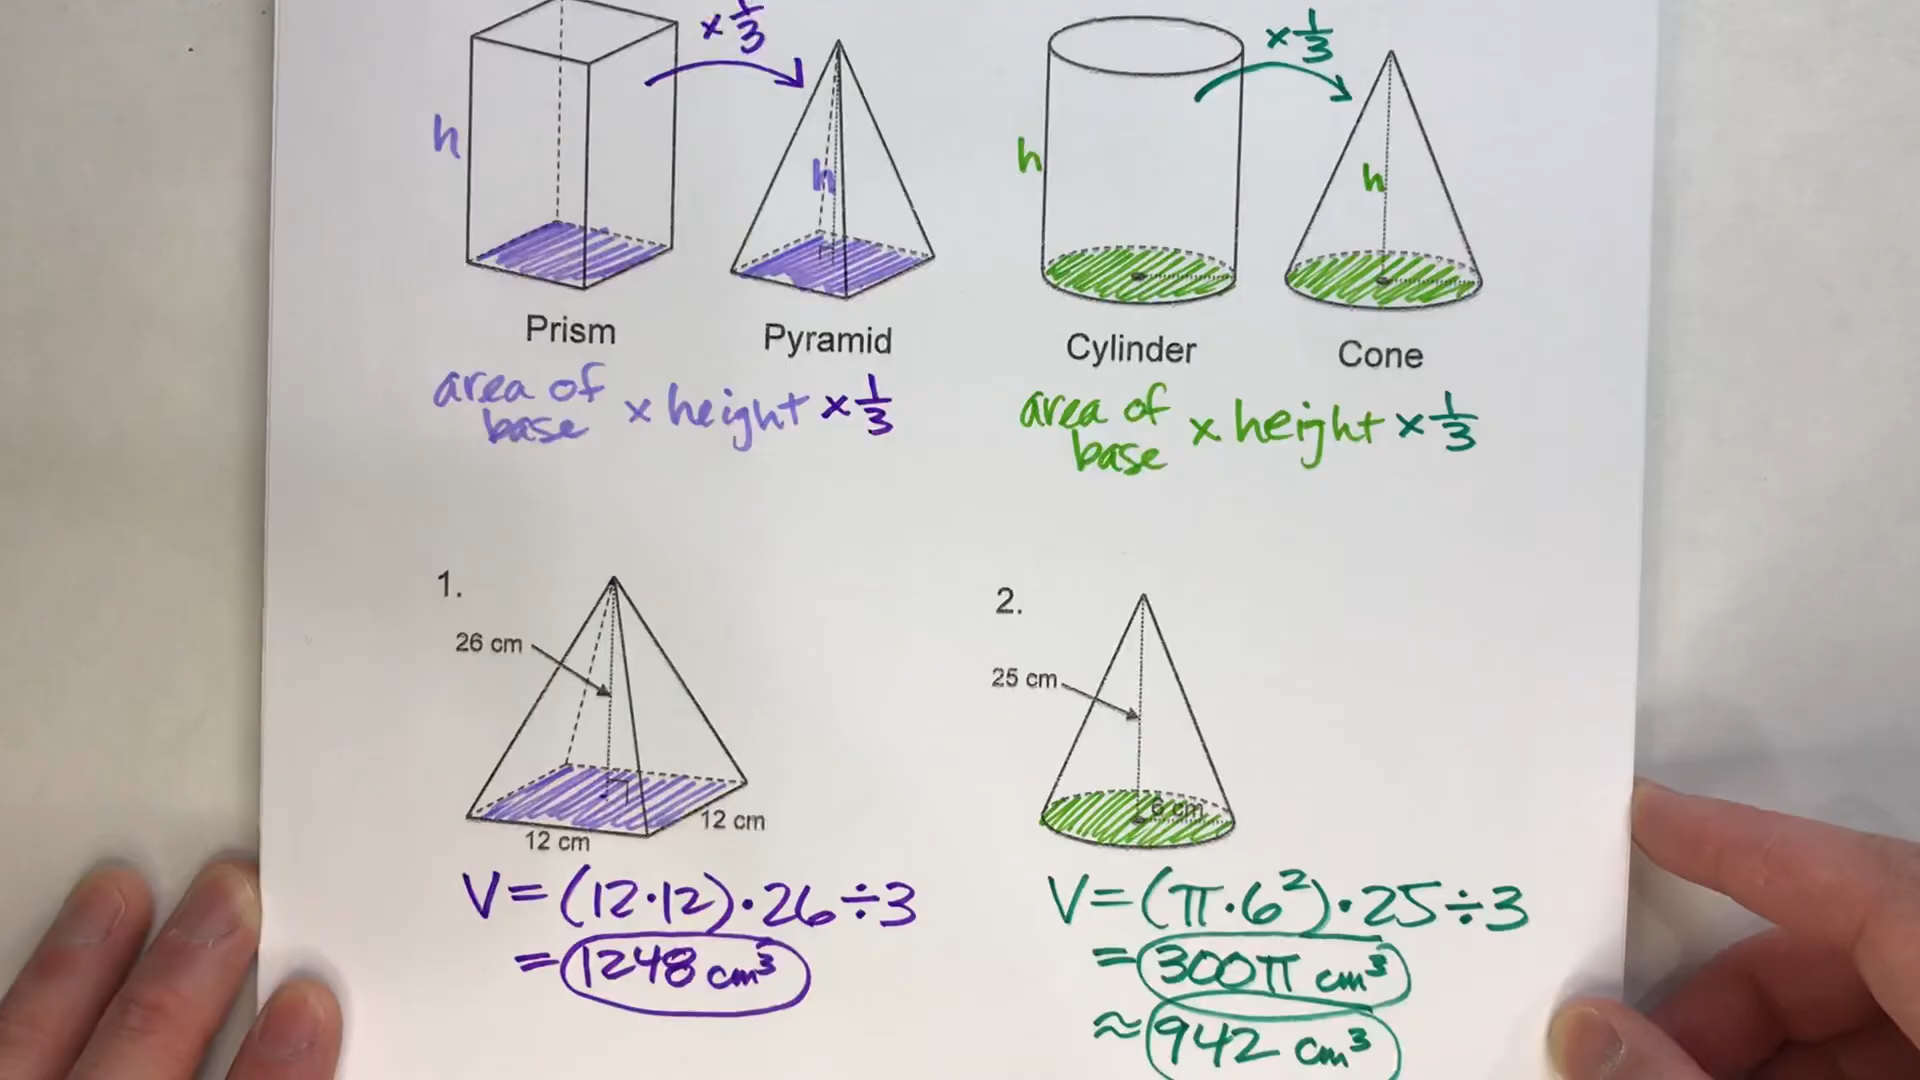 × 1/3
× 1/3
h
h
h
h
Prism
Pyramid
Cylinder
Cone
area of base × height × 1/3
area of base × height × 1/3
1.
26 cm
12 cm
12 cm
V = (12·12)·26÷3
= 1248 cm³
2.
25 cm
6 cm
V = (π·6²)·25÷3
= 300π cm³
≈ 942 cm³